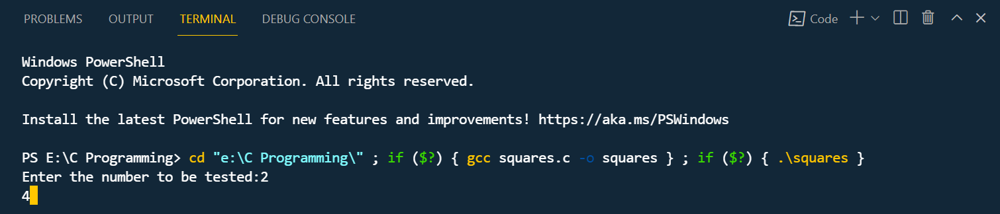 PROBLEMS OUTPUT TERMINAL DEBUG CONSOLE Code
Windows PowerShell
Copyright (C) Microsoft Corporation. All rights reserved.
Install the latest PowerShell for new features and improvements! https://aka.ms/PSWindows
PS E:\C Programming> cd "e:\C Programming\" ; if ($?) { gcc squares.c -o squares } ; if ($?) { .\squares }
Enter the number to be tested:2
4